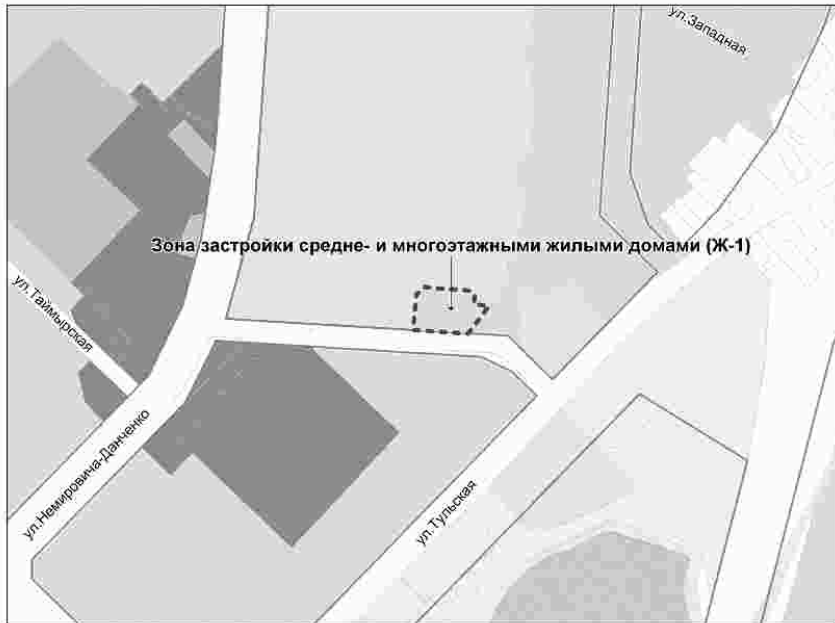 ул.Западная
Зона застройки средне- и многоэтажными жилыми домами (Ж-1)
ул.Таймырская
ул.Немировича-Данченко
ул.Тульская